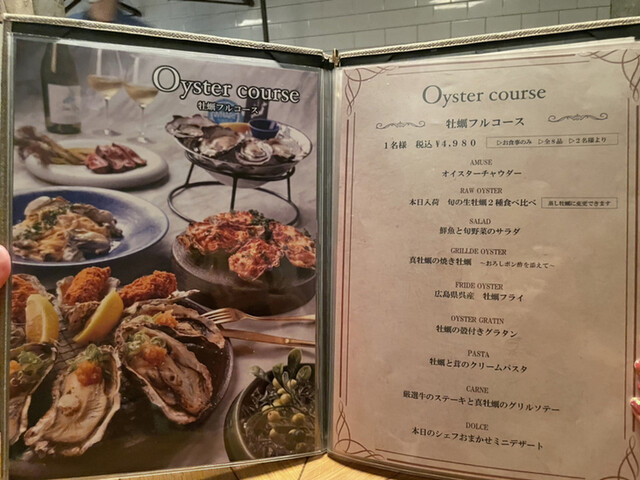 Oyster course
牡蠣フルコース
Oyster course
牡蠣フルコース
1名様 税込 ¥4,980 ▷お食事のみ ▷全8品 ▷2名様より
AMUSE
オイスターチャウダー
RAW OYSTER
本日入荷 旬の生牡蠣2種食べ比べ 蒸し牡蠣に変更できます
SALAD
鮮魚と旬野菜のサラダ
GRILLDE OYSTER
真牡蠣の焼き牡蠣 ~おろしポン酢を添えて~
FRIDE OYSTER
広島県呉産 牡蠣フライ
OYSTER GRATIN
牡蠣の殻付きグラタン
PASTA
牡蠣と茸のクリームパスタ
CARNE
厳選牛のステーキと真牡蠣のグリルソテー
DOLCE
本日のシェフおまかせミニデザート